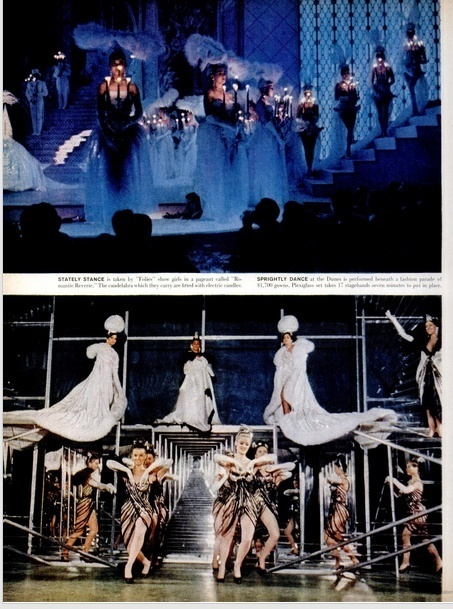 STATELY STANCE is taken by "Folies" show girls in a pageant called "Ro-
mantic Reverie." The candelabra which they carry are fitted with electric candles.
SPRIGHTLY DANCE at the Dunes is performed beneath a fashion parade of
$1,700 gowns. Plexiglass set takes 17 stagehands seven minutes to put in place.